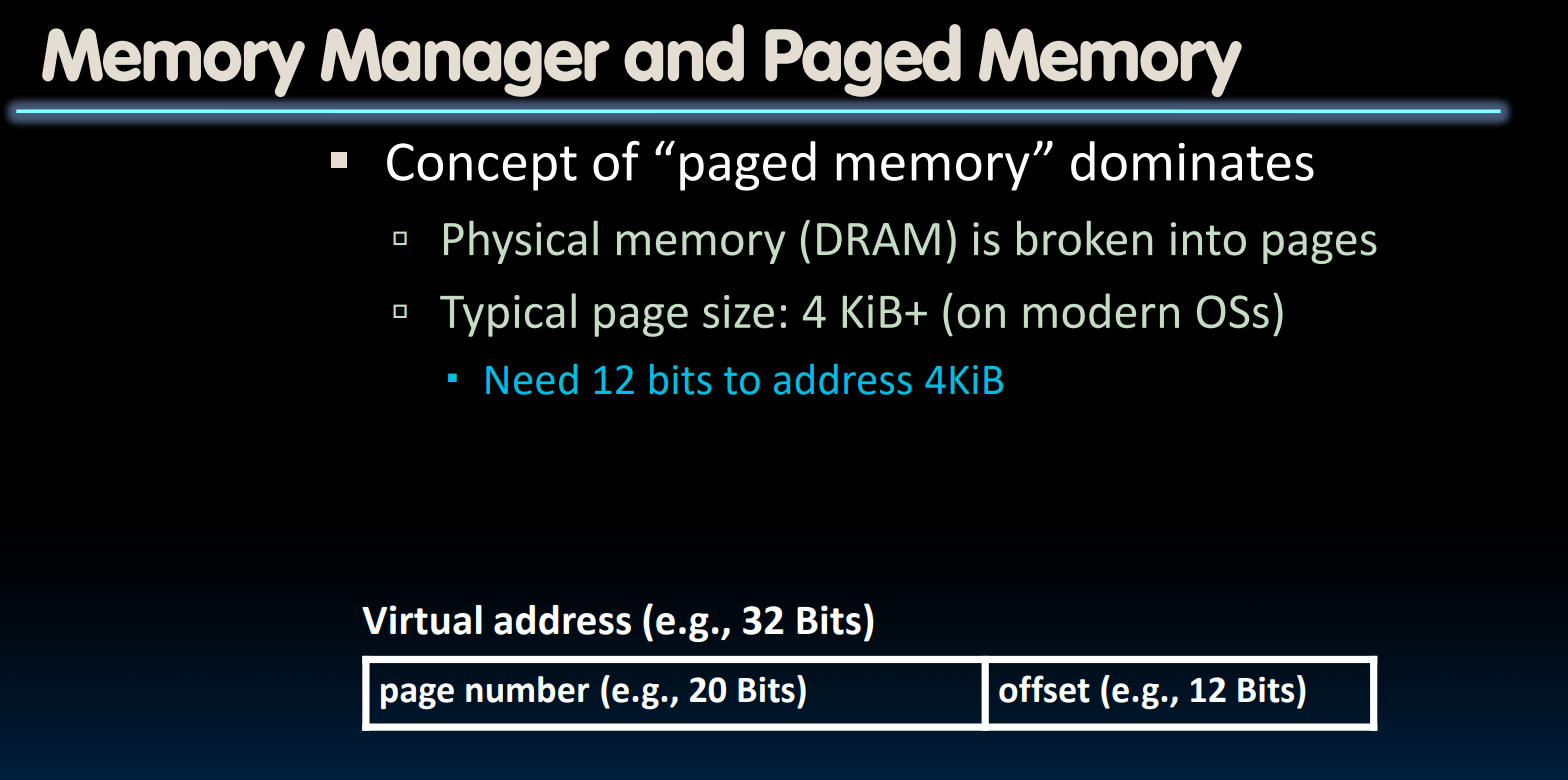 Memory Manager and Paged Memory
Concept of “paged memory” dominates
Physical memory (DRAM) is broken into pages
Typical page size: 4 KiB+ (on modern OSs)
Need 12 bits to address 4KiB
Virtual address (e.g., 32 Bits)
page number (e.g., 20 Bits) offset (e.g., 12 Bits)